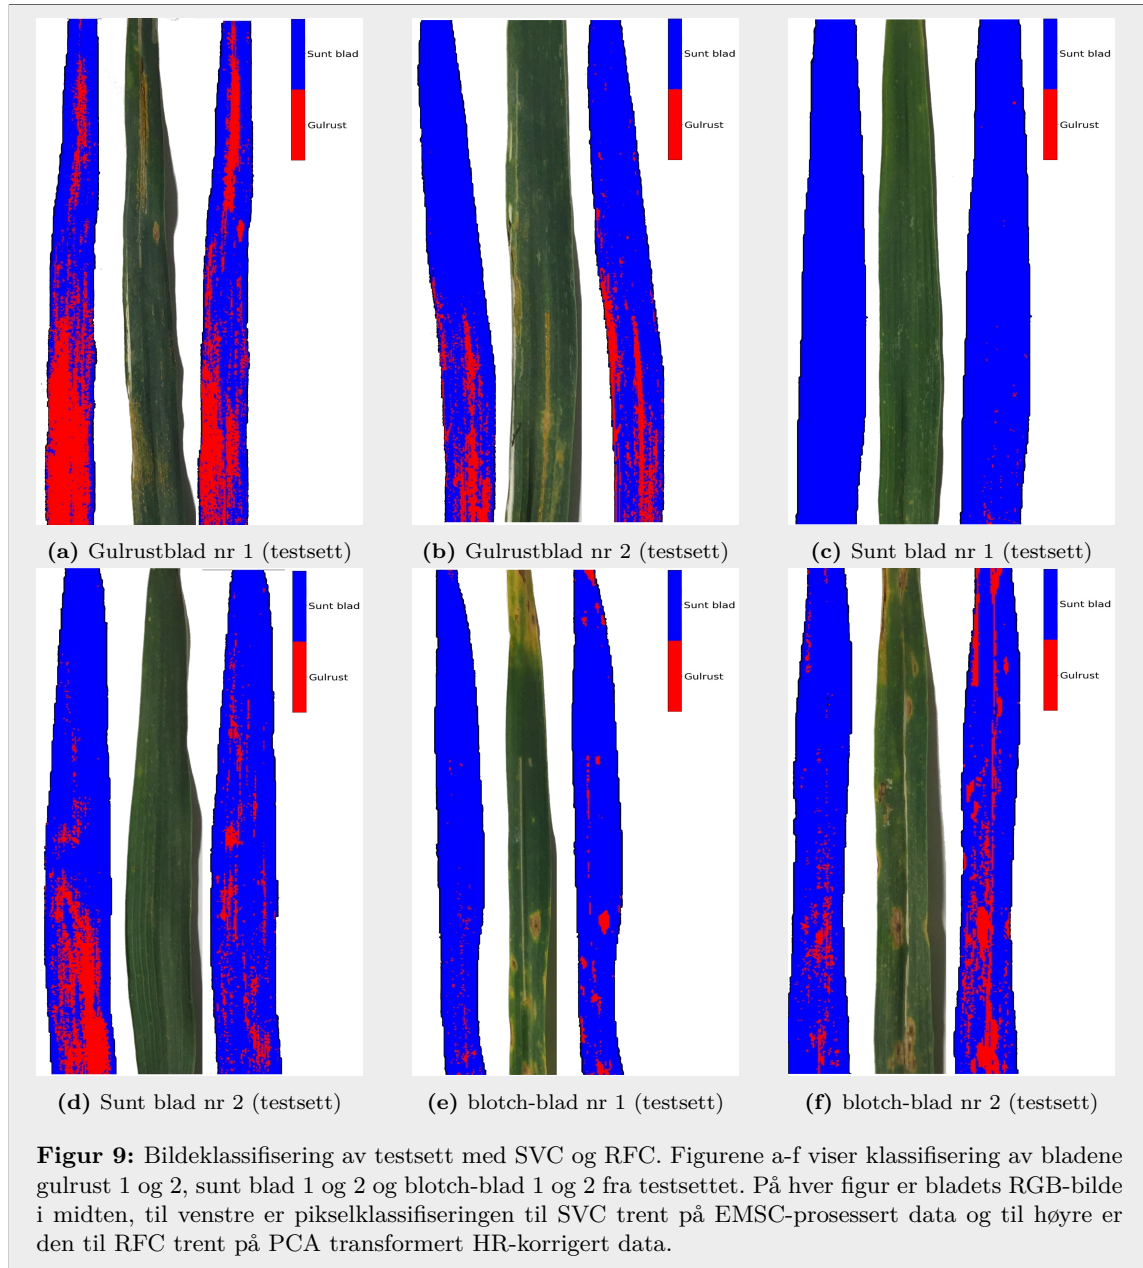 Sunt blad
Gulrust
Sunt blad
Gulrust
Sunt blad
Gulrust
(a) Gulrustblad nr 1 (testsett)
(b) Gulrustblad nr 2 (testsett)
(c) Sunt blad nr 1 (testsett)
Sunt blad
Gulrust
Sunt blad
Gulrust
Sunt blad
Gulrust
(d) Sunt blad nr 2 (testsett)
(e) blotch-blad nr 1 (testsett)
(f) blotch-blad nr 2 (testsett)
Figur 9: Bildeklassifisering av testsett med SVC og RFC. Figurene a-f viser klassifisering av bladene
gulrust 1 og 2, sunt blad 1 og 2 og blotch-blad 1 og 2 fra testsettet. På hver figur er bladets RGB-bilde
i midten, til venstre er pikselklassifiseringen til SVC trent på EMSC-prosessert data og til høyre er
den til RFC trent på PCA transformert HR-korrigert data.